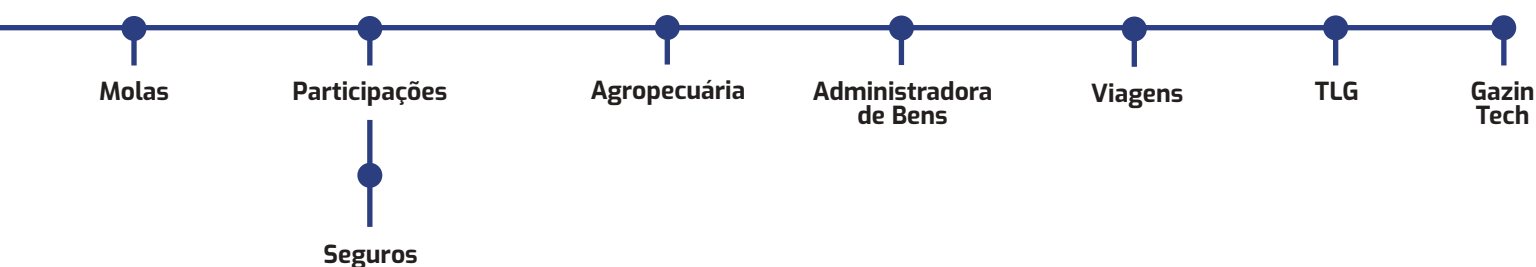 Molas
Participações
Agropecuária
Administradora
de Bens
Viagens
TLG
Gazin
Tech
Seguros